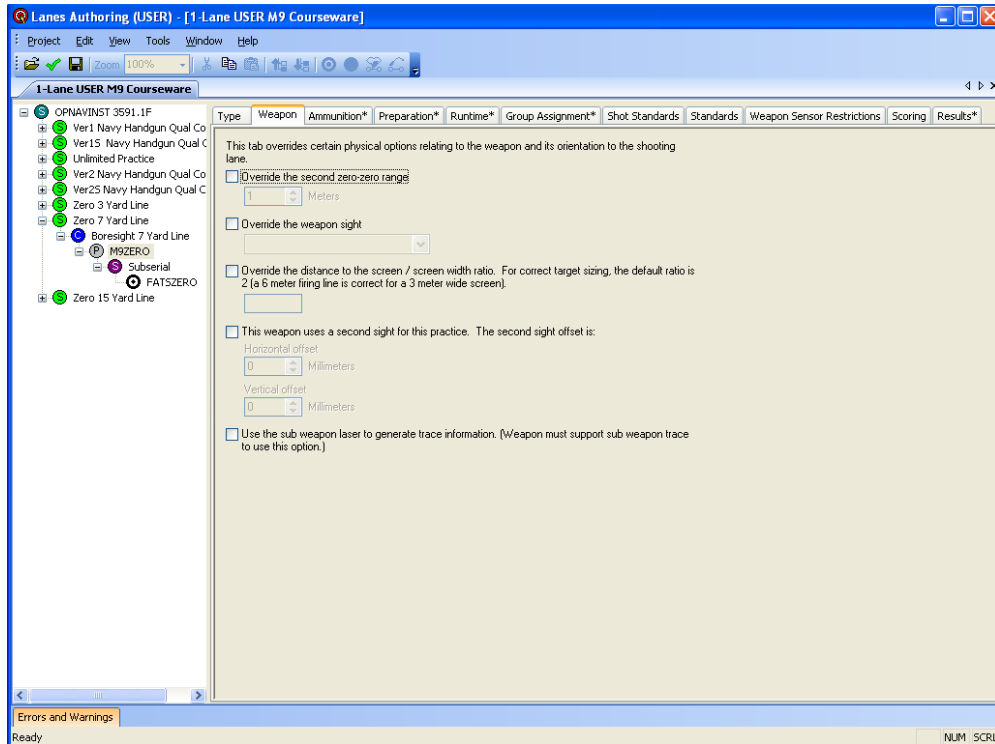 Lanes Authoring (USER) - [1-Lane USER M9 Courseware]
Project Edit View Tools Window Help
Zoom 100%
1-Lane USER M9 Courseware
OPNAVINST 3591.1F
Ver1 Navy Handgun Qual Co
Ver1S Navy Handgun Qual C
Unlimited Practice
Ver2 Navy Handgun Qual Co
Ver2S Navy Handgun Qual C
Zero 3 Yard Line
Zero 7 Yard Line
C Boresight 7 Yard Line
P M9ZERO
S Subserial
FATSZERO
Zero 15 Yard Line
Type Weapon Ammunition* Preparation* Runtime* Group Assignment* Shot Standards Standards Weapon Sensor Restrictions Scoring Results*
This tab overrides certain physical options relating to the weapon and its orientation to the shooting
lane.
Override the second zero-zero range
1 Meters
Override the weapon sight
Override the distance to the screen / screen width ratio. For correct target sizing, the default ratio is
2 (a 6 meter firing line is correct for a 3 meter wide screen).
This weapon uses a second sight for this practice. The second sight offset is:
Horizontal offset
0 Millimeters
Vertical offset
0 Millimeters
Use the sub weapon laser to generate trace information. (Weapon must support sub weapon trace
to use this option.)
Errors and Warnings
Ready NUM SCRL